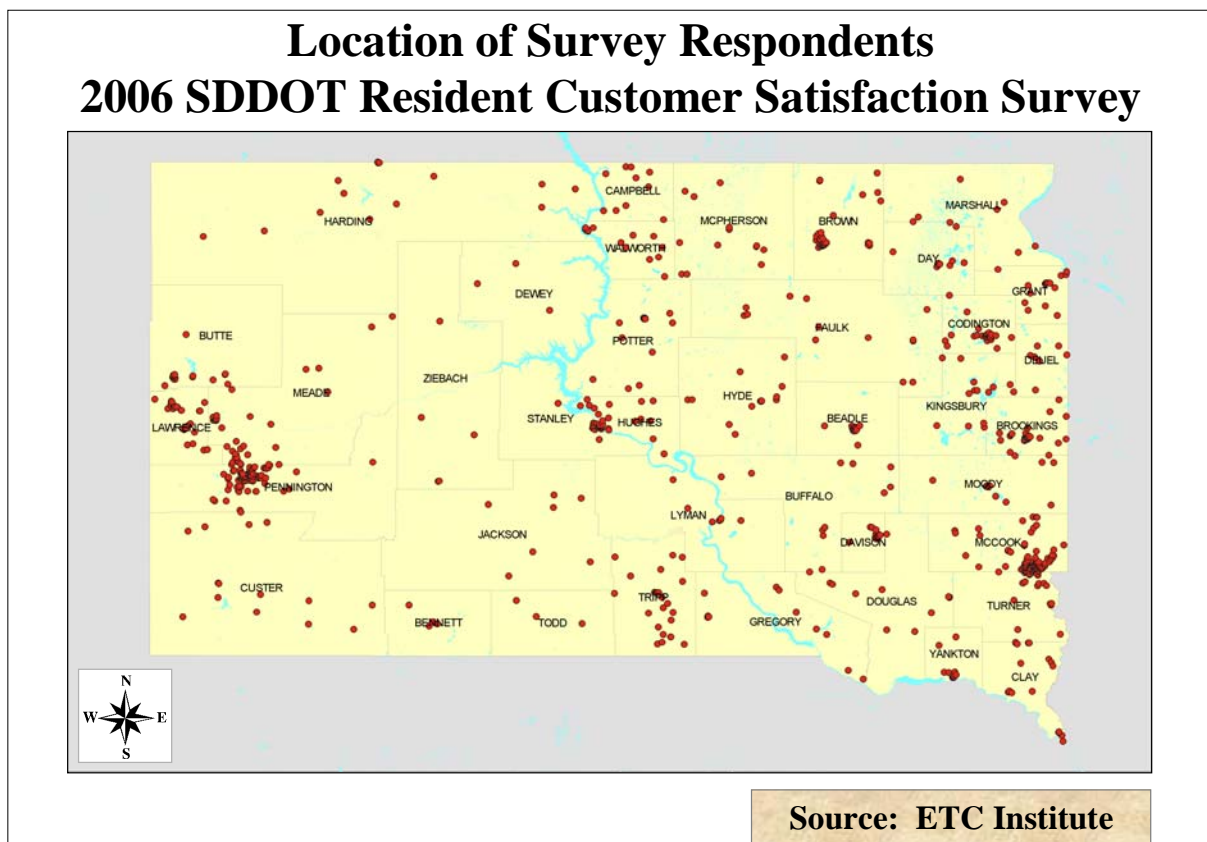 Location of Survey Respondents
2006 SDDOT Resident Customer Satisfaction Survey
CAMPBELL
HARDING
MCPHERSON
BROWN
MARSHALL
WALWORTH
DAY
DEWEY
GRANT
BUTTE
POTTER
FAULK
CODINGTON
DEUEL
ZIEBACH
MEADE
HYDE
KINGSBURY
STANLEY
HUGHES
BEADLE
LAWRENCE
BROOKINGS
PENNINGTON
MOODY
BUFFALO
LYMAN
JACKSON
DAVISON
MCCOOK
CUSTER
TRIPP
DOUGLAS
TURNER
BENNETT
TODD
GREGORY
YANKTON
CLAY
N
W E
S
Source: ETC Institute